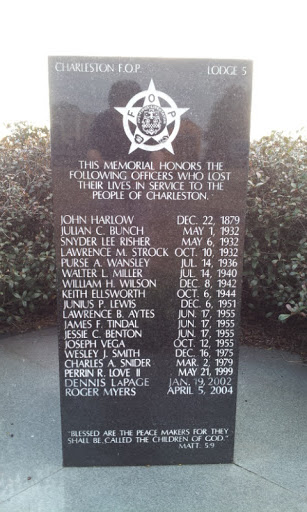 CHARLESTON F.O.P. LODGE 5
F O P
THIS MEMORIAL HONORS THE
FOLLOWING OFFICERS WHO LOST
THEIR LIVES IN SERVICE TO THE
PEOPLE OF CHARLESTON.
JOHN HARLOW DEC. 22, 1879
JULIAN C. BUNCH MAY 1, 1932
SNYDER LEE RISHER MAY 6, 1932
LAWRENCE M. STROCK OCT. 10, 1932
PURSE A. WANSLEY JUL. 14, 1936
WALTER L. MILLER JUL. 14, 1940
WILLIAM H. WILSON DEC. 8, 1942
KEITH ELLSWORTH OCT. 6, 1944
JUNIUS P. LEWIS DEC. 6, 1951
LAWRENCE B. AYTES JUN. 17, 1955
JAMES F. TINDAL JUN. 17, 1955
JESSIE C. BENTON JUN. 17, 1955
JOSEPH VEGA OCT. 12, 1955
WESLEY J. SMITH DEC. 16, 1975
CHARLES A. SNIDER MAR. 2, 1979
PERRIN R. LOVE II MAY 21, 1999
DENNIS LAPAGE JAN. 19, 2002
ROGER MYERS APRIL 5, 2004
"BLESSED ARE THE PEACE MAKERS FOR THEY
SHALL BE CALLED THE CHILDREN OF GOD."
MATT. 5:9